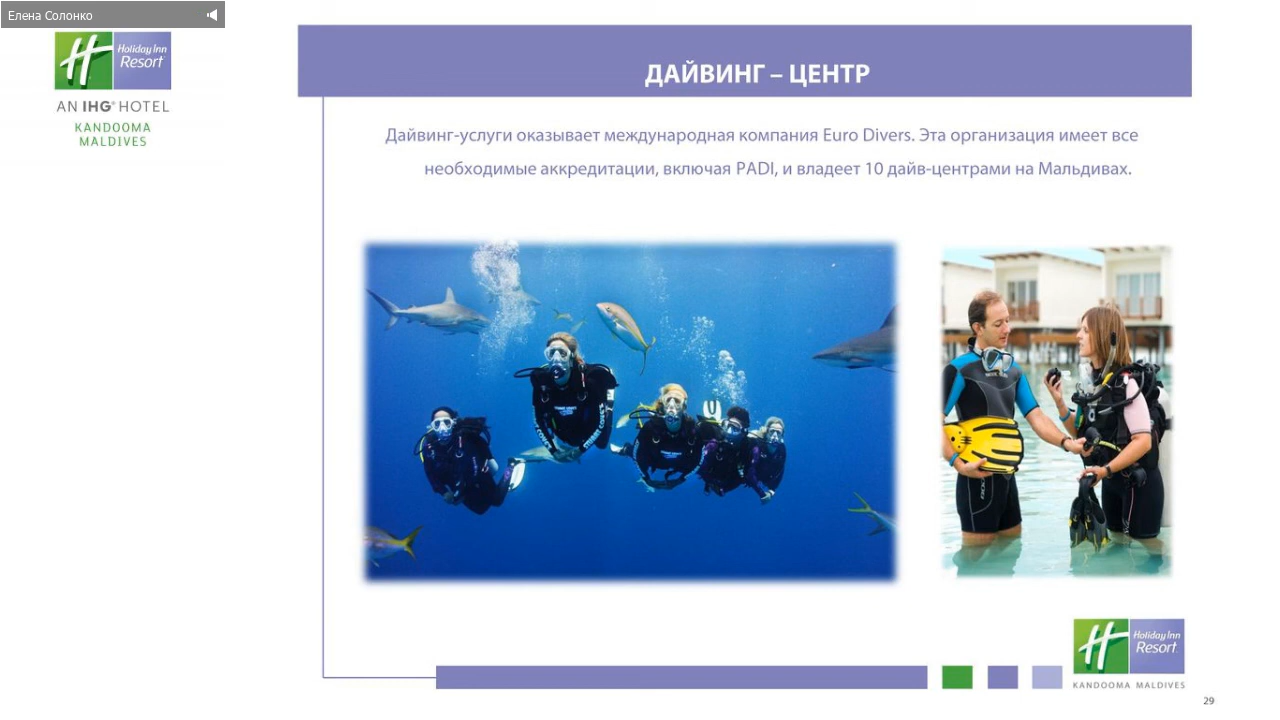 Елена Солонко
Holiday Inn
Resort
AN IHG® HOTEL
KANDOOMA
MALDIVES
ДАЙВИНГ – ЦЕНТР
Дайвинг-услуги оказывает международная компания Euro Divers. Эта организация имеет все
необходимые аккредитации, включая PADI, и владеет 10 дайв-центрами на Мальдивах.
Holiday Inn
Resort
KANDOOMA MALDIVES
29